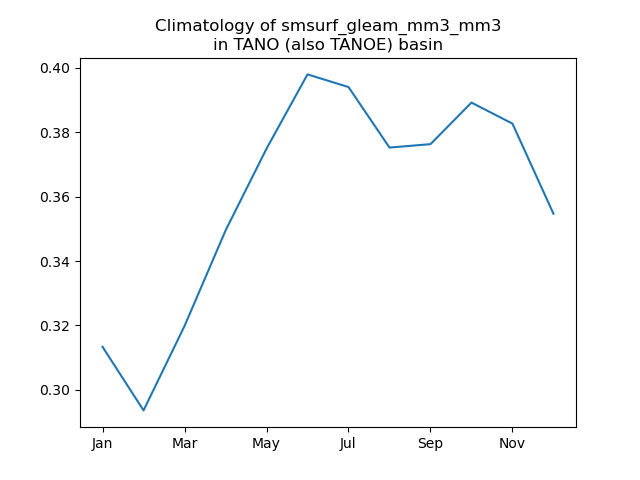 Climatology of smsurf_gleam_mm3_mm3
in TANO (also TANOE) basin
0.40
0.38
0.36
0.34
0.32
0.30
Jan Mar May Jul Sep Nov